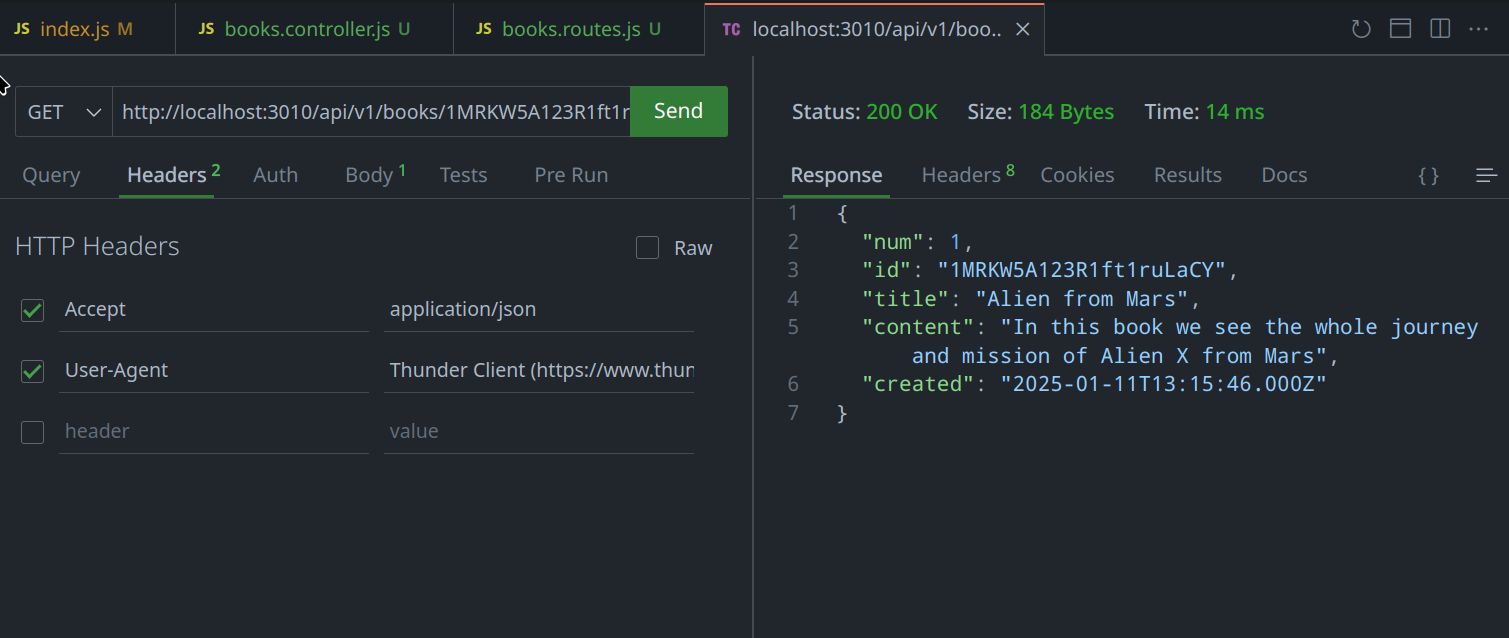 JS index.js M JS books.controller.js U JS books.routes.js U TC localhost:3010/api/v1/boo.. ×
GET http://localhost:3010/api/v1/books/1MRKW5A123R1ft1r Send
Query Headers 2 Auth Body 1 Tests Pre Run
HTTP Headers Raw
Accept application/json
User-Agent Thunder Client (https://www.thun
header value
Status: 200 OK Size: 184 Bytes Time: 14 ms
Response Headers 8 Cookies Results Docs { }
1 {
2 "num": 1,
3 "id": "1MRKW5A123R1ft1ruLaCY",
4 "title": "Alien from Mars",
5 "content": "In this book we see the whole journey
and mission of Alien X from Mars",
6 "created": "2025-01-11T13:15:46.000Z"
7 }